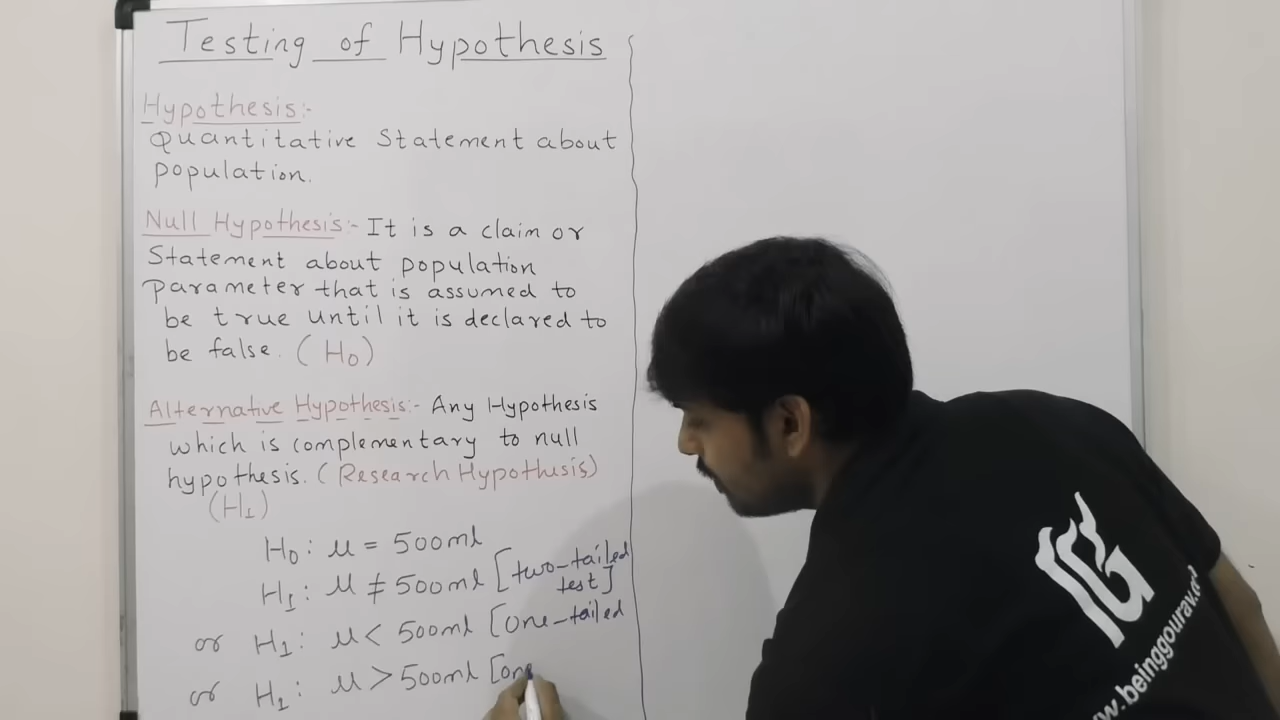 Testing of Hypothesis
Hypothesis:-
Quantitative Statement about
population.
Null Hypothesis:- It is a claim or
Statement about population
Parameter that is assumed to
be true until it is declared to
be false. (H0)
Alternative Hypothesis:- Any Hypothesis
which is complementary to null
hypothesis. (Research Hypothesis)
(H1)
H0: μ = 500ml
H1: μ ≠ 500ml [two-tailed
test]
or H1: μ < 500ml [one-tailed
or H1: μ > 500ml [on
www.beinggourav.